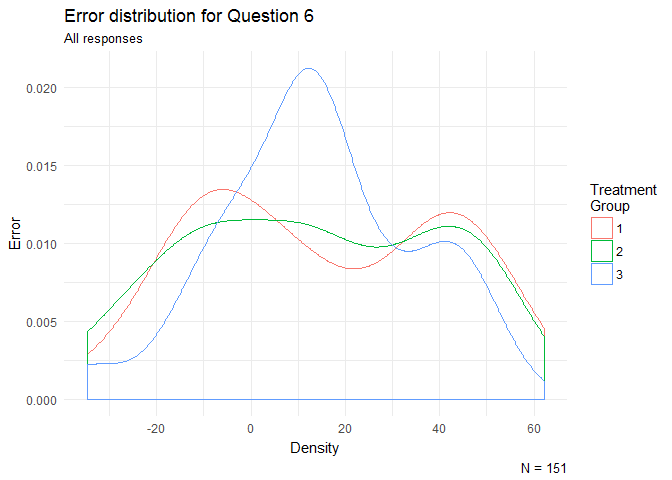 Error distribution for Question 6
All responses
Error
0.020
0.015
0.010
0.005
0.000
-20
0
20
40
60
Density
Treatment
Group
1
2
3
N = 151